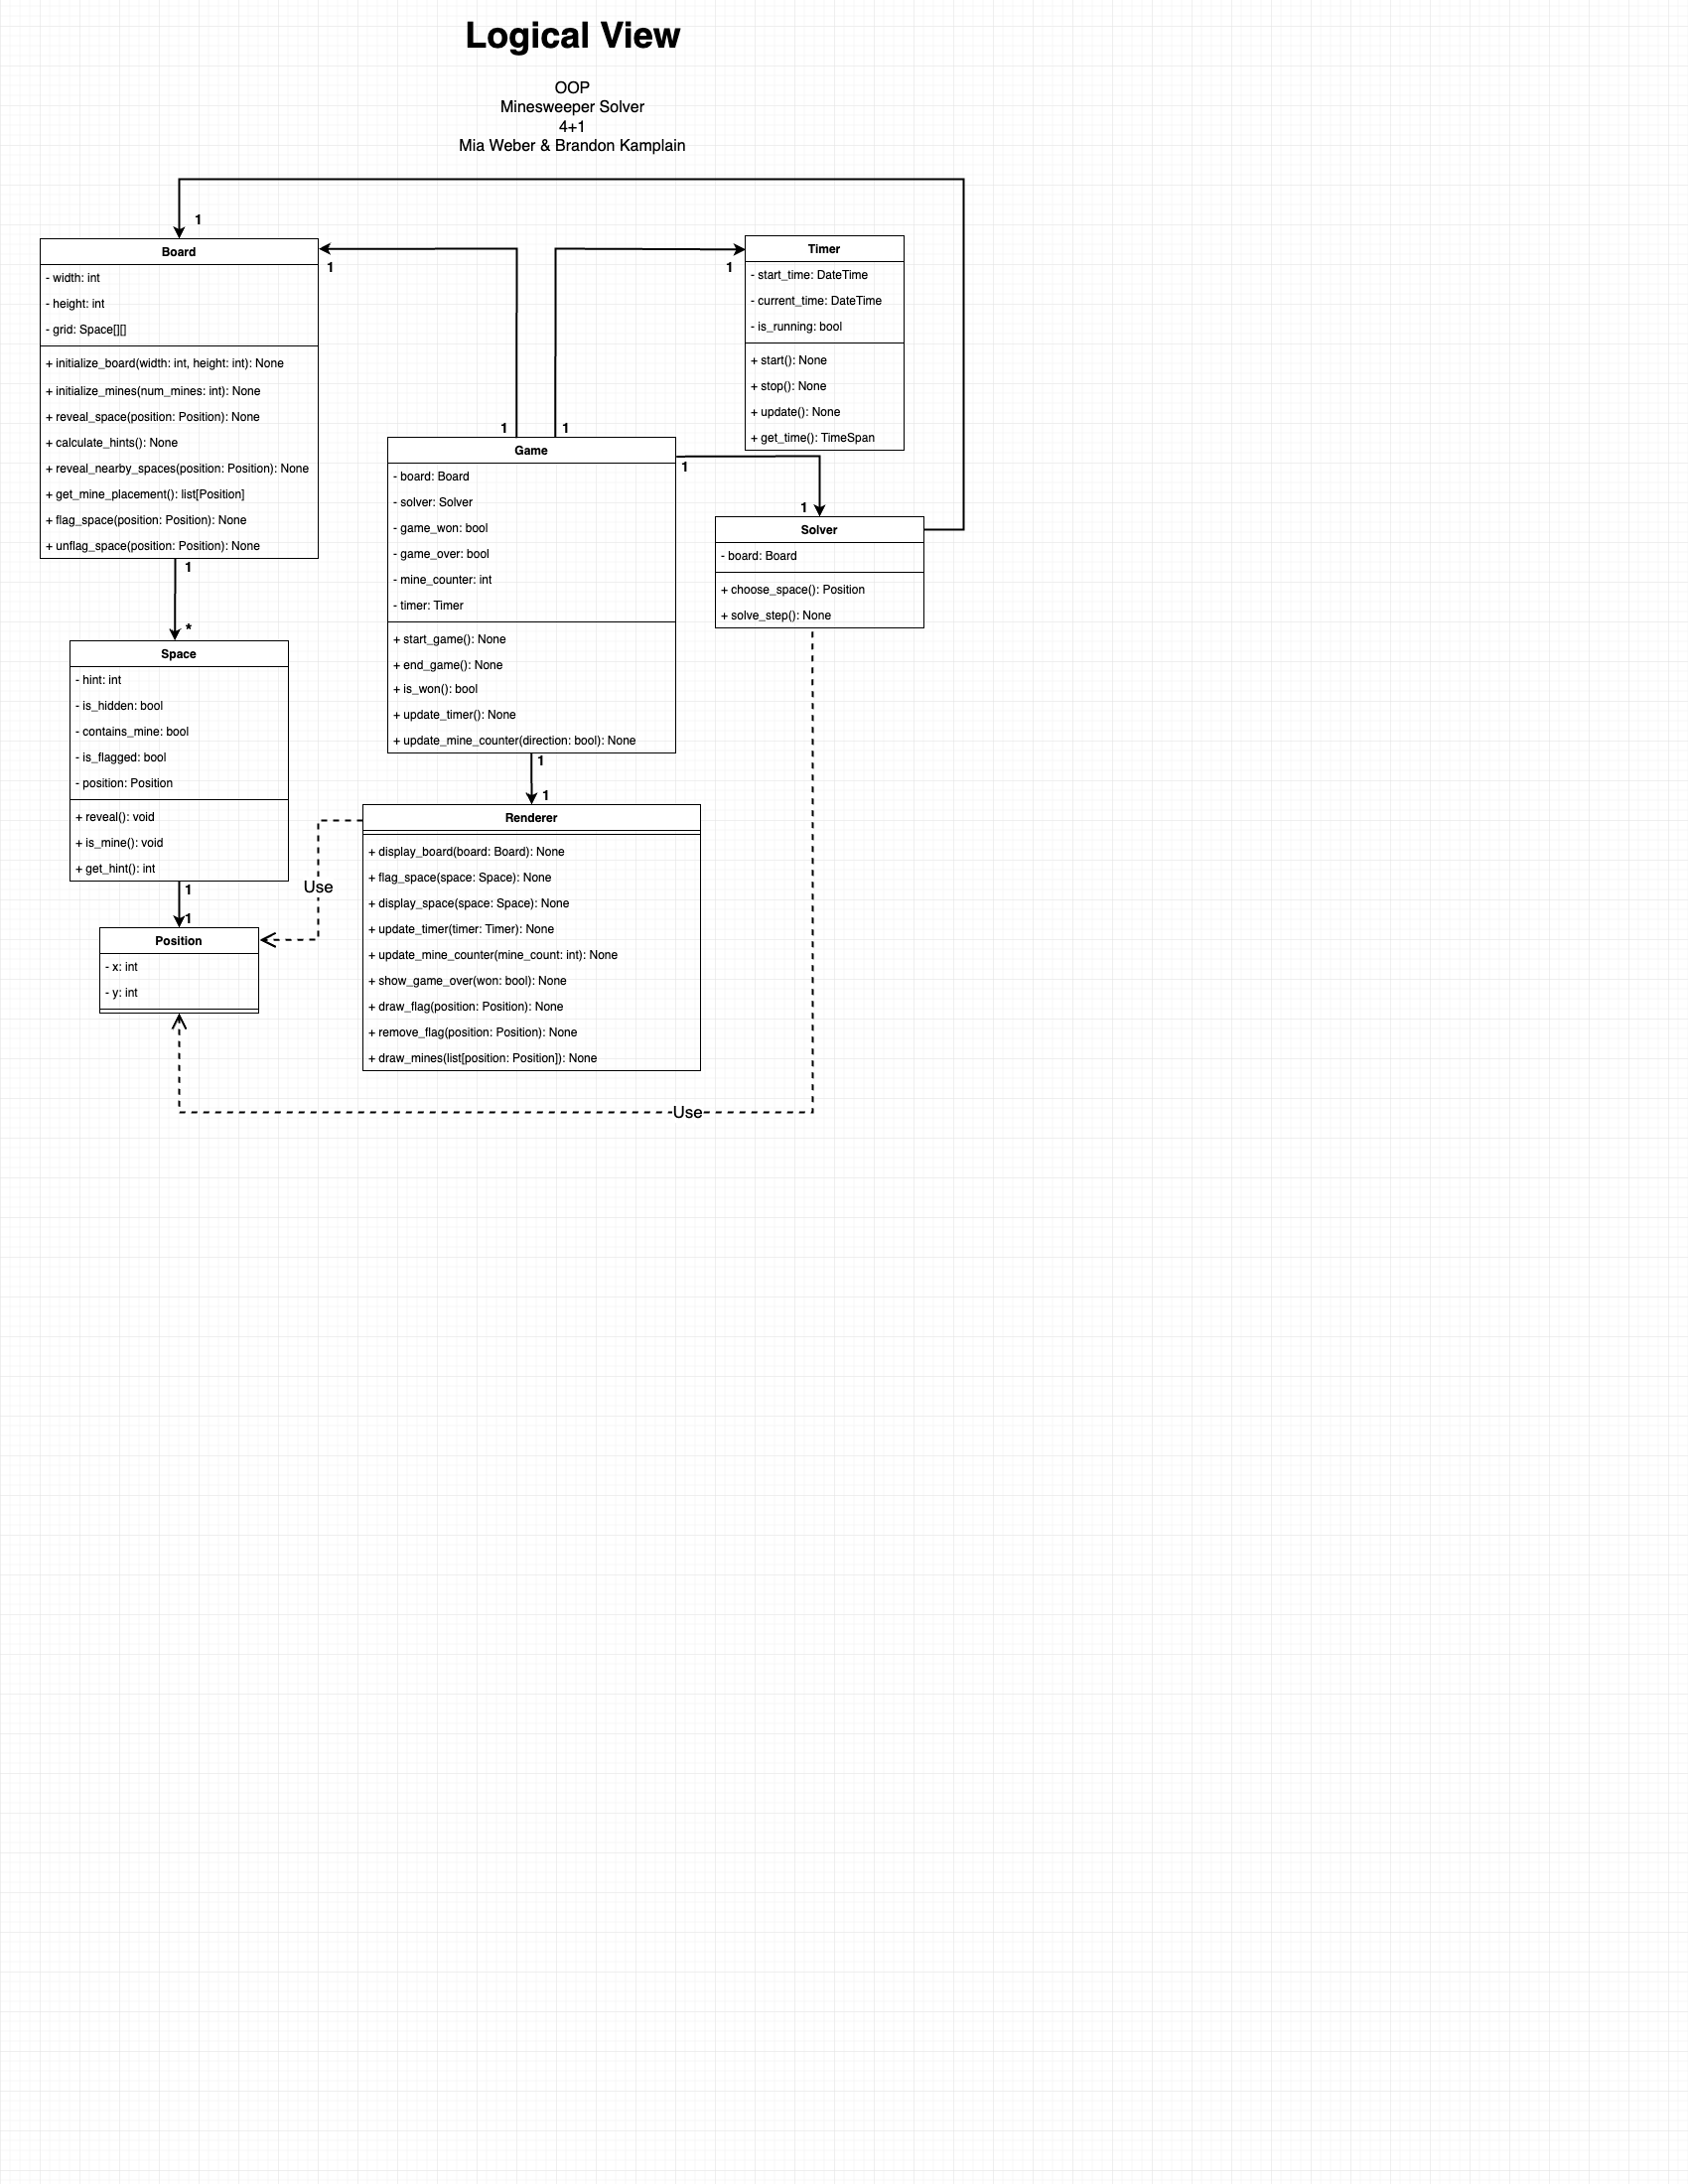 Logical View
OOP
Minesweeper Solver
4+1
Mia Weber & Brandon Kamplain
1
Board
- width: int
- height: int
- grid: Space[][]
+ initialize_board(width: int, height: int): None
+ initialize_mines(num_mines: int): None
+ reveal_space(position: Position): None
+ calculate_hints(): None
+ reveal_nearby_spaces(position: Position): None
+ get_mine_placement(): list[Position]
+ flag_space(position: Position): None
+ unflag_space(position: Position): None
1
1
Timer
- start_time: DateTime
- current_time: DateTime
- is_running: bool
+ start(): None
+ stop(): None
+ update(): None
+ get_time(): TimeSpan
1
1
Game
- board: Board
- solver: Solver
- game_won: bool
- game_over: bool
- mine_counter: int
- timer: Timer
+ start_game(): None
+ end_game(): None
+ is_won(): bool
+ update_timer(): None
+ update_mine_counter(direction: bool): None
1
1
Solver
- board: Board
+ choose_space(): Position
+ solve_step(): None
1
*
Space
- hint: int
- is_hidden: bool
- contains_mine: bool
- is_flagged: bool
- position: Position
+ reveal(): void
+ is_mine(): void
+ get_hint(): int
1
1
Position
- x: int
- y: int
1
1
Renderer
+ display_board(board: Board): None
+ flag_space(space: Space): None
+ display_space(space: Space): None
+ update_timer(timer: Timer): None
+ update_mine_counter(mine_count: int): None
+ show_game_over(won: bool): None
+ draw_flag(position: Position): None
+ remove_flag(position: Position): None
+ draw_mines(list[position: Position]): None
Use
Use